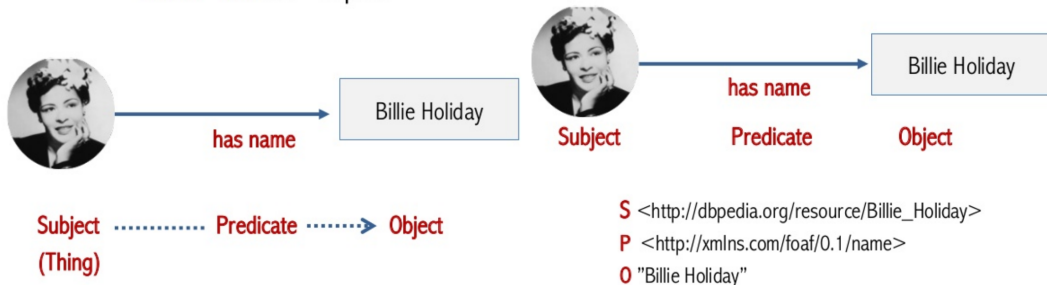 Billie Holiday
has name
Subject Predicate Object
(Thing)
Billie Holiday
has name
Subject Predicate Object
S <http://dbpedia.org/resource/Billie_Holiday>
P <http://xmlns.com/foaf/0.1/name>
O "Billie Holiday"